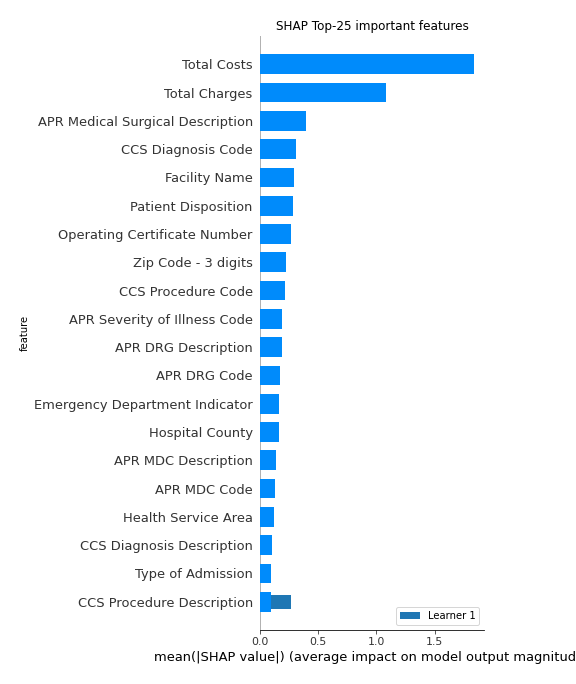 SHAP Top-25 important features
Total Costs
Total Charges
APR Medical Surgical Description
CCS Diagnosis Code
Facility Name
Patient Disposition
Operating Certificate Number
Zip Code - 3 digits
CCS Procedure Code
APR Severity of Illness Code
APR DRG Description
APR DRG Code
Emergency Department Indicator
Hospital County
APR MDC Description
APR MDC Code
Health Service Area
CCS Diagnosis Description
Type of Admission
CCS Procedure Description
feature
Learner 1
0.0 0.5 1.0 1.5
mean(|SHAP value|) (average impact on model output magnitud